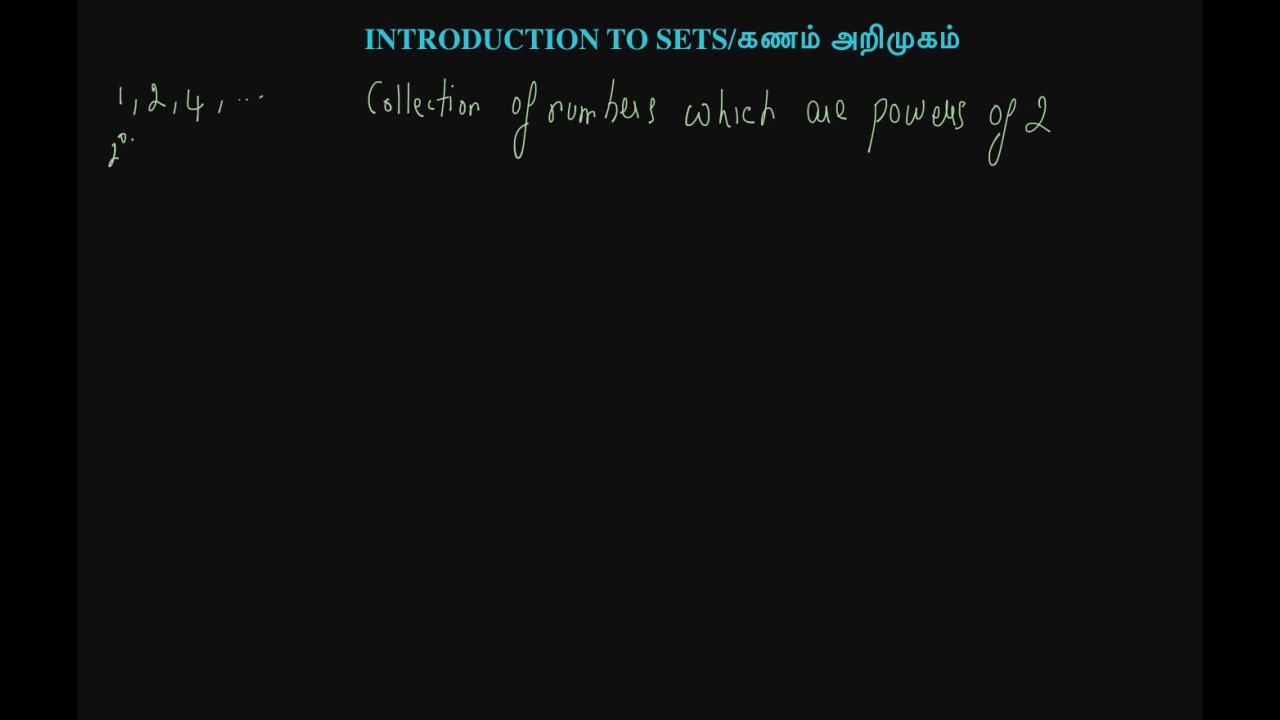 INTRODUCTION TO SETS/கணம் அறிமுகம்
1, 2, 4, ... Collection of numbers which are powers of 2
2⁰